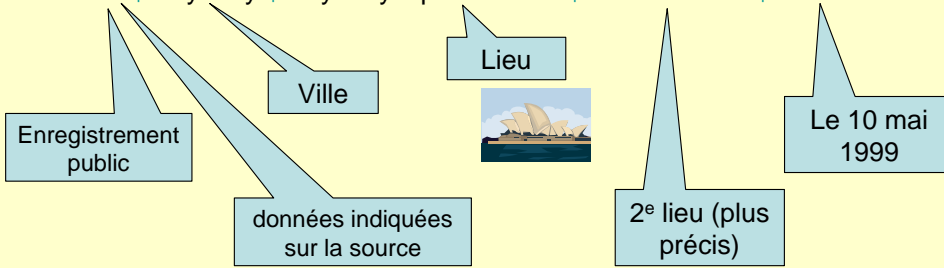 Lieu
Ville
Enregistrement
public
Le 10 mai
1999
données indiquées
sur la source
2e lieu (plus
précis)